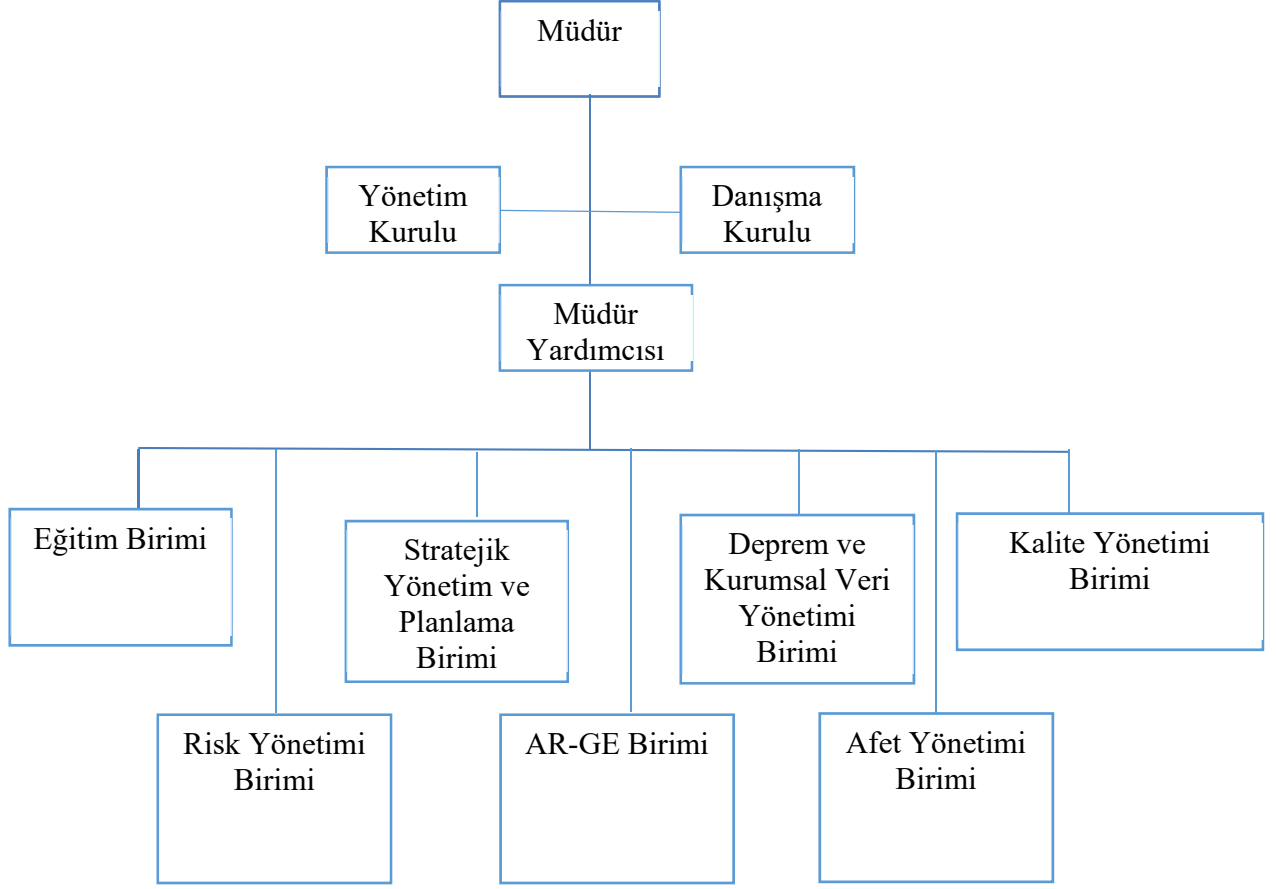 Müdür
Yönetim
Kurulu
Danışma
Kurulu
Müdür
Yardımcısı
Eğitim Birimi
Stratejik
Yönetim ve
Planlama
Birimi
Deprem ve
Kurumsal Veri
Yönetimi
Birimi
Kalite Yönetimi
Birimi
Risk Yönetimi
Birimi
AR-GE Birimi
Afet Yönetimi
Birimi